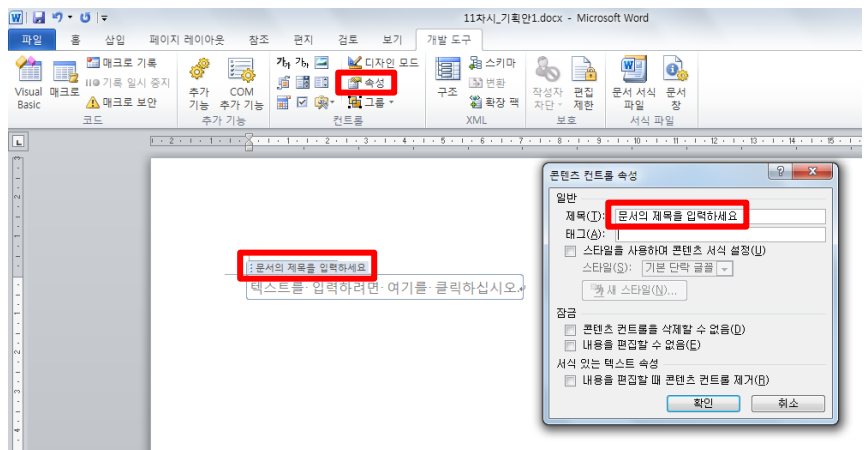 11차시_기획안1.docx - Microsoft Word
파일 홈 삽입 페이지 레이아웃 참조 편지 검토 보기 개발 도구
Visual Basic
매크로
매크로 기록
기록 일시 중지
매크로 보안
코드
추가 기능
COM 추가 기능
추가 기능
디자인 모드
속성
그룹
컨트롤
구조
스키마
변환
확장 팩
XML
작성자 차단
편집 제한
보호
문서 서식 파일
문서 창
서식 파일
문서의 제목을 입력하세요
텍스트를 입력하려면 여기를 클릭하십시오.
콘텐츠 컨트롤 속성
일반
제목(T): 문서의 제목을 입력하세요
태그(A):
스타일을 사용하여 콘텐츠 서식 설정(U)
스타일(S): 기본 단락 글꼴
새 스타일(N)...
잠금
콘텐츠 컨트롤을 삭제할 수 없음(D)
내용을 편집할 수 없음(E)
서식 있는 텍스트 속성
내용을 편집할 때 콘텐츠 컨트롤 제거(R)
확인 취소